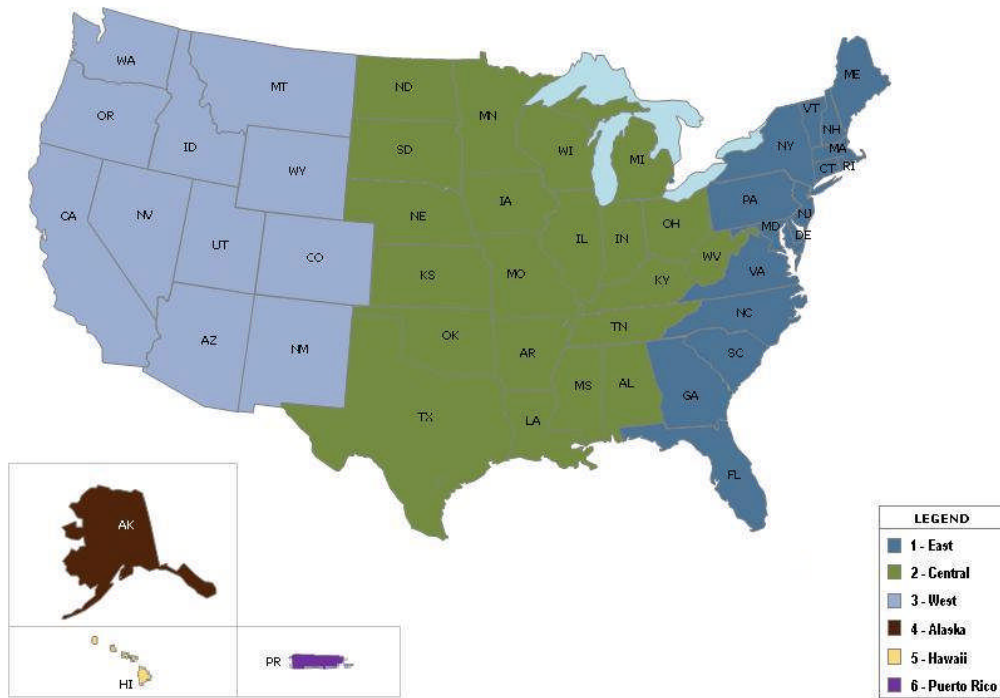 WA
MT
ND
ME
OR
MN
VT
ID
NH
SD
WI
MI
NY
MA
WY
CT
RI
CA
NV
NE
IA
PA
NJ
UT
CO
IL
IN
OH
MD
DE
KS
MO
WV
VA
KY
NC
AZ
NM
OK
TN
AR
SC
MS
AL
GA
TX
LA
FL
AK
HI
PR
LEGEND
1 - East
2 - Central
3 - West
4 - Alaska
5 - Hawaii
6 - Puerto Rico